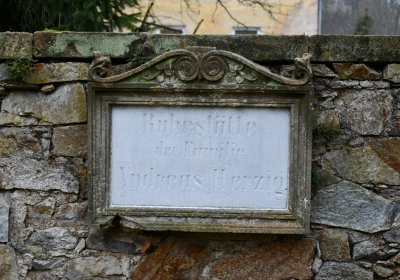 Ruhestätte
der Familie
Andreas Herzig.